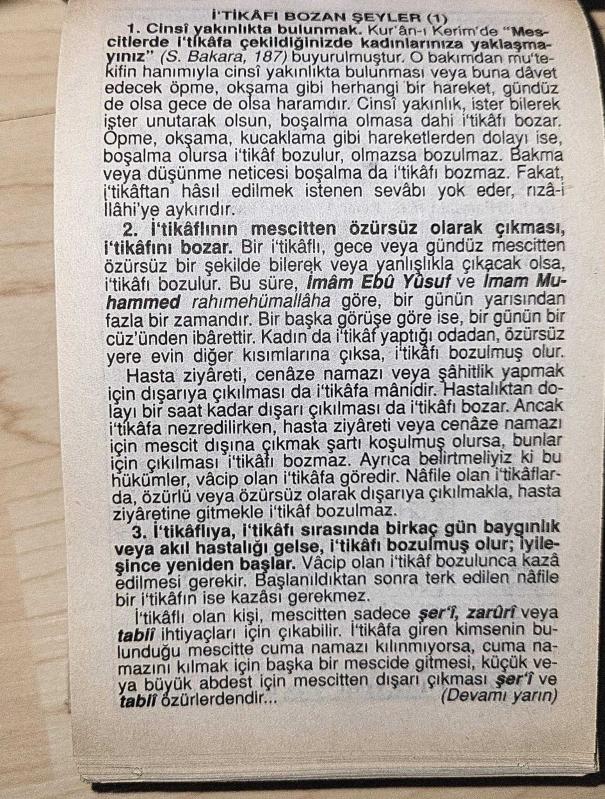 İ'TİKÂFI BOZAN ŞEYLER (1)
1. Cinsî yakınlıkta bulunmak. Kur'ân-ı Kerim'de "Mes-
citlerde i'tikâfa çekildiğinizde kadınlarınıza yaklaşma-
yınız" (S. Bakara, 187) buyurulmuştur. O bakımdan mu'te-
kifin hanımıyla cinsî yakınlıkta bulunması veya buna dâvet
edecek öpme, okşama gibi herhangi bir hareket, gündüz
de olsa gece de olsa haramdır. Cinsî yakınlık, ister bilerek
işter unutarak olsun, boşalma olmasa dahi i'tikâfı bozar.
Öpme, okşama, kucaklama gibi hareketlerden dolayı ise,
boşalma olursa i'tikâf bozulur, olmazsa bozulmaz. Bakma
veya düşünme neticesi boşalma da i'tikâfı bozmaz. Fakat,
i'tikâftan hâsıl edilmek istenen sevâbı yok eder, rızâ-i
İlâhi'ye aykırıdır.
2. İ'tikâflının mescitten özürsüz olarak çıkması,
i'tikâfını bozar. Bir i'tikâflı, gece veya gündüz mescitten
özürsüz bir şekilde bilerek veya yanlışlıkla çıkacak olsa,
i'tikâfı bozulur. Bu süre, İmâm Ebû Yûsuf ve İmam Mu-
hammed rahımehümallâha göre, bir günün yarısından
fazla bir zamandır. Bir başka görüşe göre ise, bir günün bir
cüz'ünden ibârettir. Kadın da i'tikâf yaptığı odadan, özürsüz
yere evin diğer kısımlarına çıksa, i'tikâfı bozulmuş olur.
Hasta ziyâreti, cenâze namazı veya şâhitlik yapmak
için dışarıya çıkılması da i'tikâfa mânidir. Hastalıktan do-
layı bir saat kadar dışarı çıkılması da i'tikâfı bozar. Ancak
i'tikâfa nezredilirken, hasta ziyâreti veya cenâze namazı
için mescit dışına çıkmak şartı koşulmuş olursa, bunlar
için çıkılması i'tikâfı bozmaz. Ayrıca belirtmeliyiz ki bu
hükümler, vâcip olan i'tikâfa göredir. Nâfile olan i'tikâflar-
da, özürlü veya özürsüz olarak dışarıya çıkılmakla, hasta
ziyâretine gitmekle i'tikâf bozulmaz.
3. İ'tikâflıya, i'tikâfı sırasında birkaç gün baygınlık
veya akıl hastalığı gelse, i'tikâfı bozulmuş olur; iyile-
şince yeniden başlar. Vâcip olan i'tikâf bozulunca kazâ
edilmesi gerekir. Başlanıldıktan sonra terk edilen nâfile
bir i'tikâfın ise kazâsı gerekmez.
İ'tikâflı olan kişi, mescitten sadece şer'î, zarûrî veya
tabîî ihtiyaçları için çıkabilir. İ'tikâfa giren kimsenin bu-
lunduğu mescitte cuma namazı kılınmıyorsa, cuma na-
mazını kılmak için başka bir mescide gitmesi, küçük ve-
ya büyük abdest için mescitten dışarı çıkması şer'î ve
tabîî özürlerdendir... (Devamı yarın)